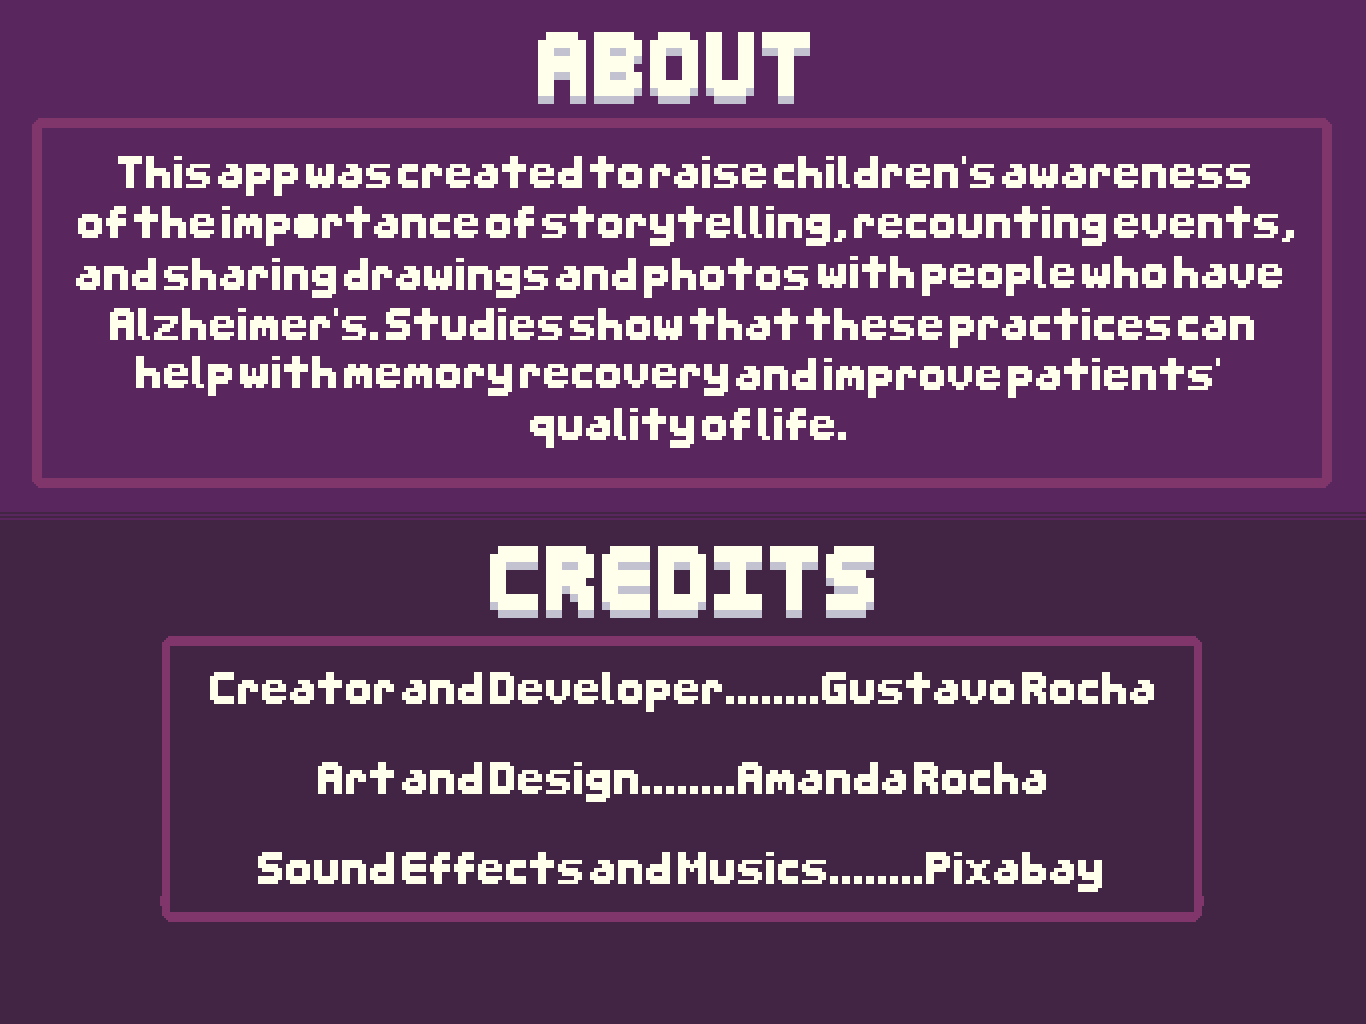 ABOUT
This app was created to raise children's awareness
of the importance of storytelling, recounting events,
and sharing drawings and photos with people who have
Alzheimer's. Studies show that these practices can
help with memory recovery and improve patients'
quality of life.
CREDITS
Creator and Developer........Gustavo Rocha
Art and Design........Amanda Rocha
Sound Effects and Musics........Pixabay